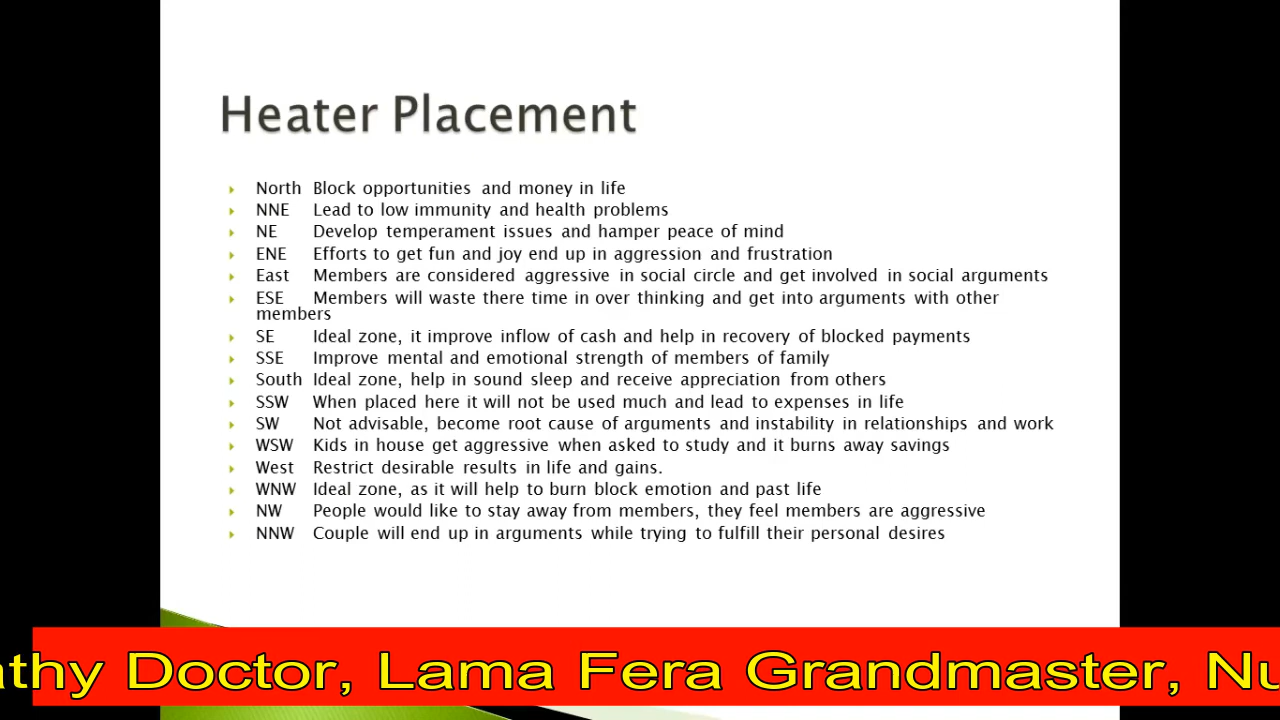 Heater Placement
North Block opportunities and money in life
NNE Lead to low immunity and health problems
NE Develop temperament issues and hamper peace of mind
ENE Efforts to get fun and joy end up in aggression and frustration
East Members are considered aggressive in social circle and get involved in social arguments
ESE Members will waste there time in over thinking and get into arguments with other
members
SE Ideal zone, it improve inflow of cash and help in recovery of blocked payments
SSE Improve mental and emotional strength of members of family
South Ideal zone, help in sound sleep and receive appreciation from others
SSW When placed here it will not be used much and lead to expenses in life
SW Not advisable, become root cause of arguments and instability in relationships and work
WSW Kids in house get aggressive when asked to study and it burns away savings
West Restrict desirable results in life and gains.
WNW Ideal zone, as it will help to burn block emotion and past life
NW People would like to stay away from members, they feel members are aggressive
NNW Couple will end up in arguments while trying to fulfill their personal desires
Doctor, Lama Fera Grandmaster,